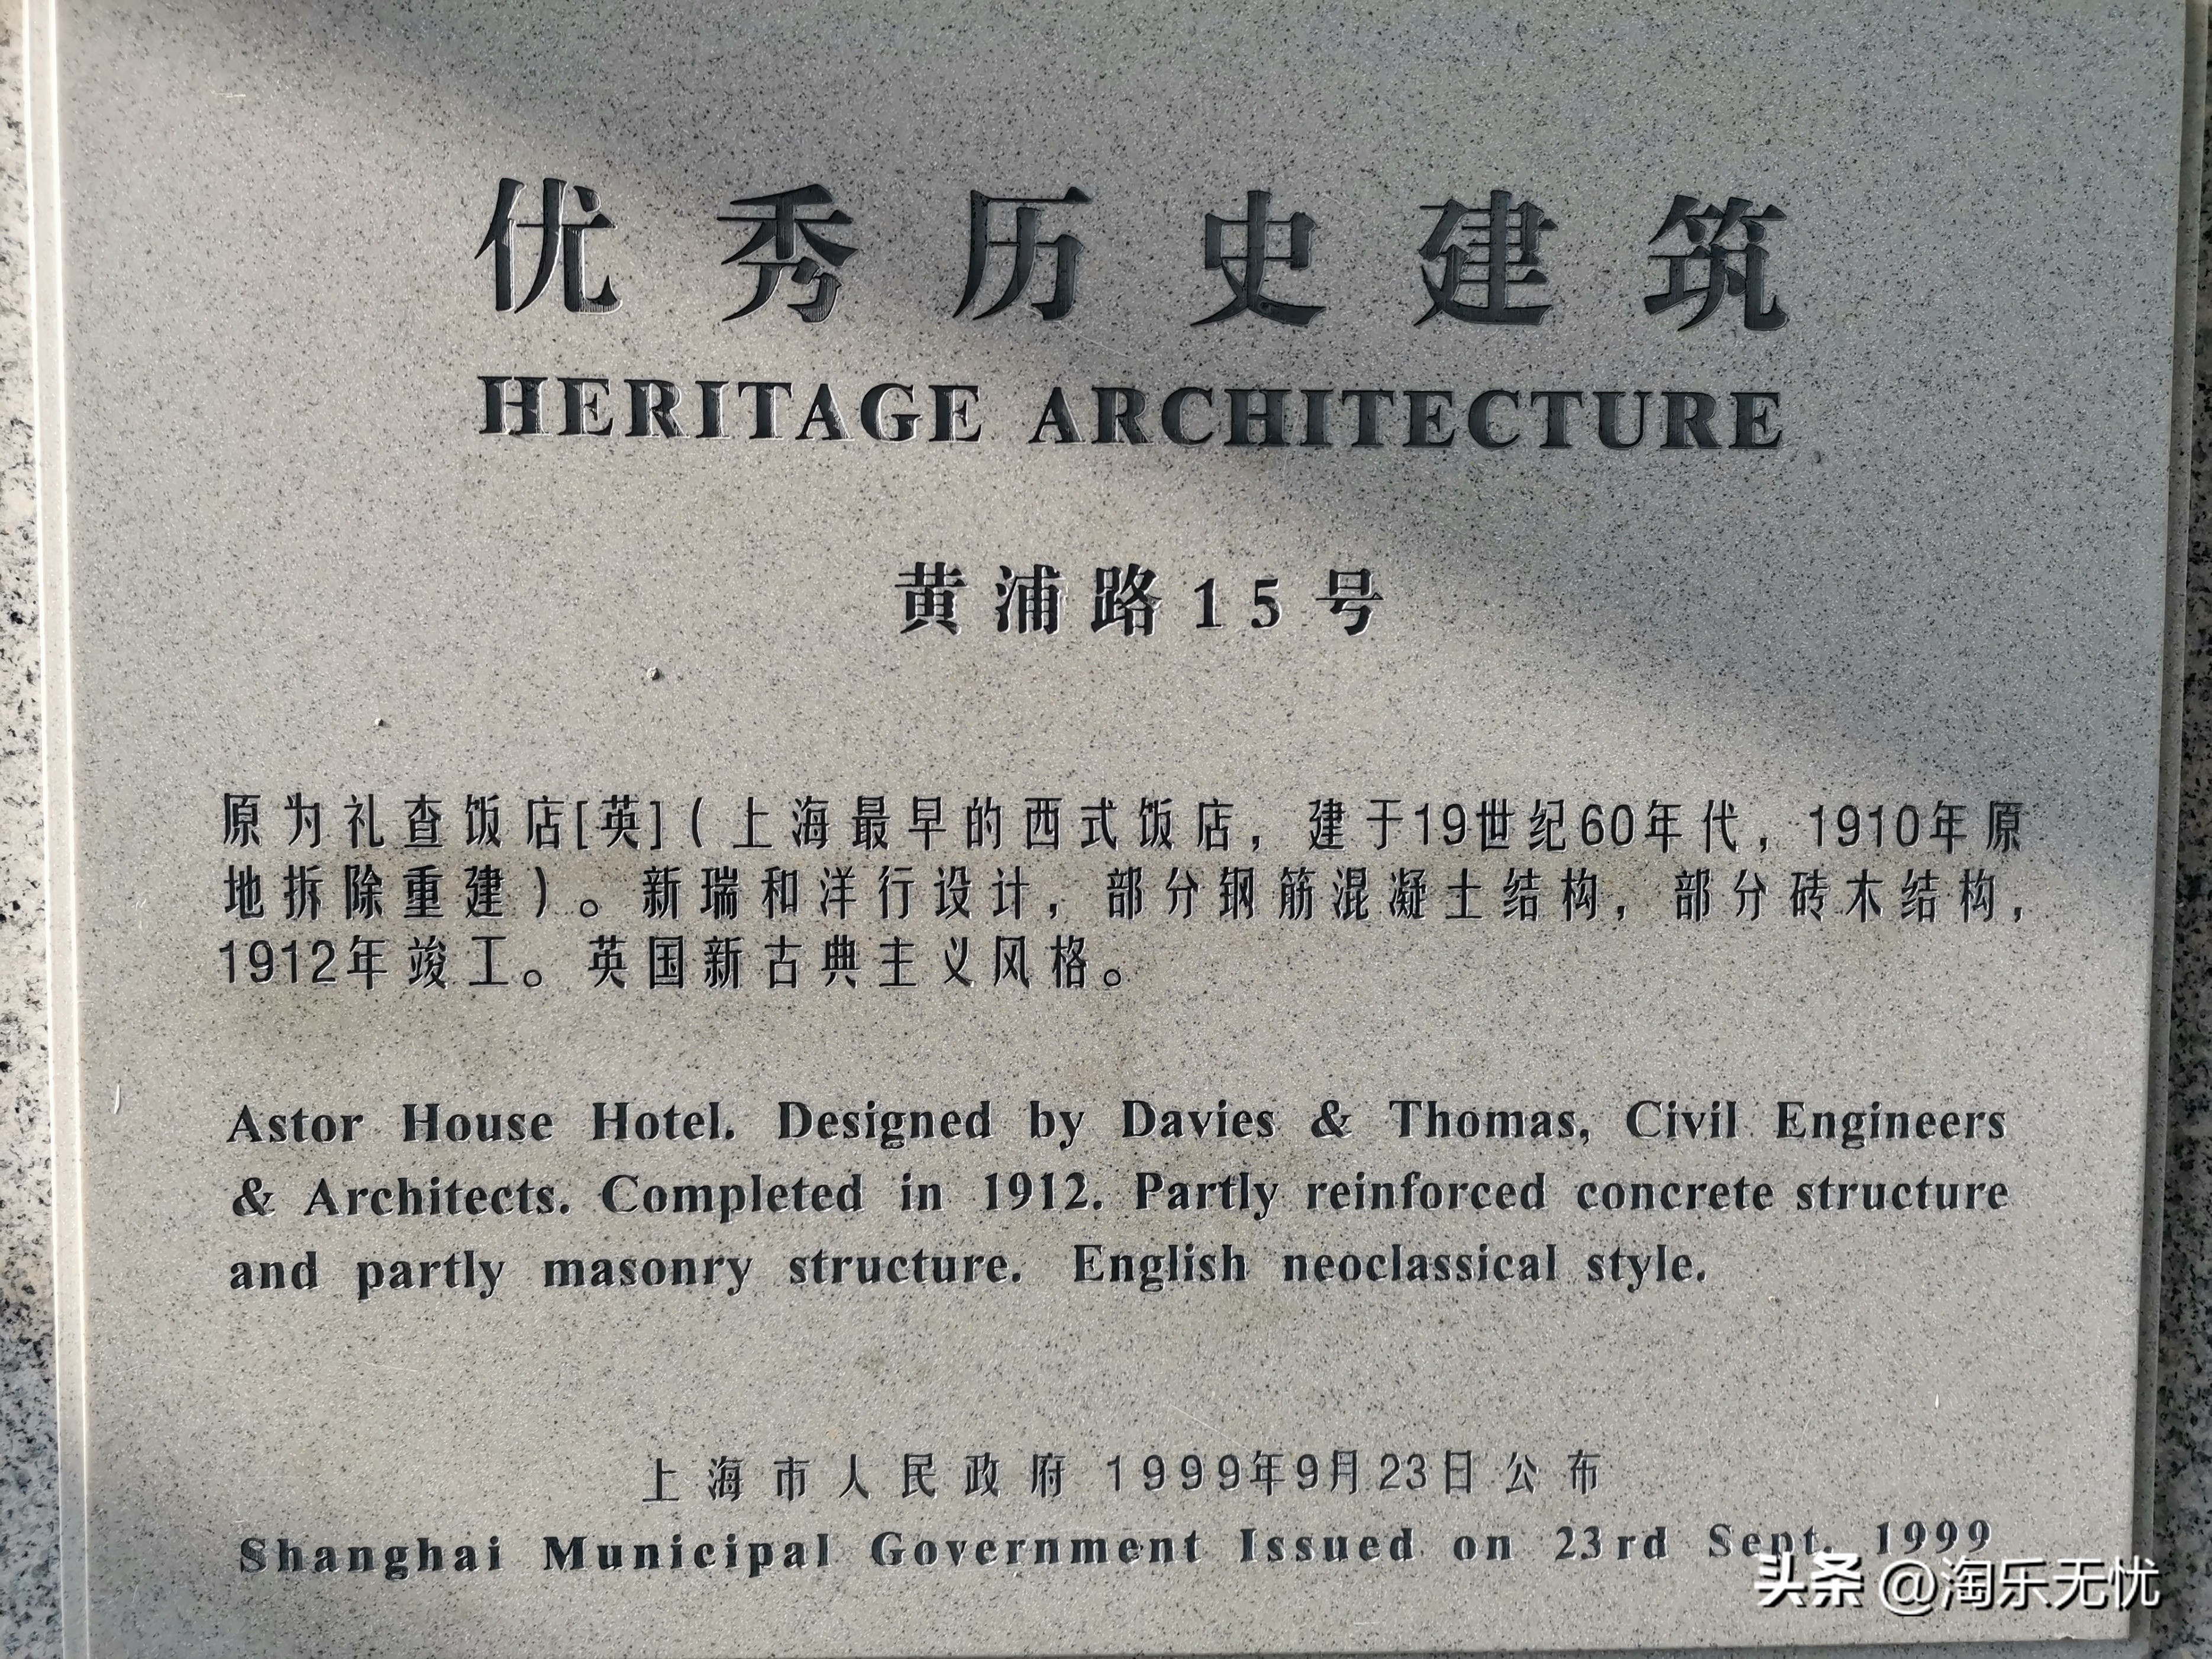 优秀历史建筑
HERITAGE ARCHITECTURE
黄浦路15号
原为礼查饭店[英](上海最早的西式饭店，建于19世纪60年代，1910年原
地拆除重建)。新瑞和洋行设计，部分钢筋混凝土结构，部分砖木结构，
1912年竣工。英国新古典主义风格。
Astor House Hotel. Designed by Davies & Thomas, Civil Engineers
& Architects. Completed in 1912. Partly reinforced concrete structure
and partly masonry structure. English neoclassical style.
上海市人民政府 1999年9月23日公布
Shanghai Municipal Government Issued on 23rd Sept. 1999
头条 @淘乐无忧